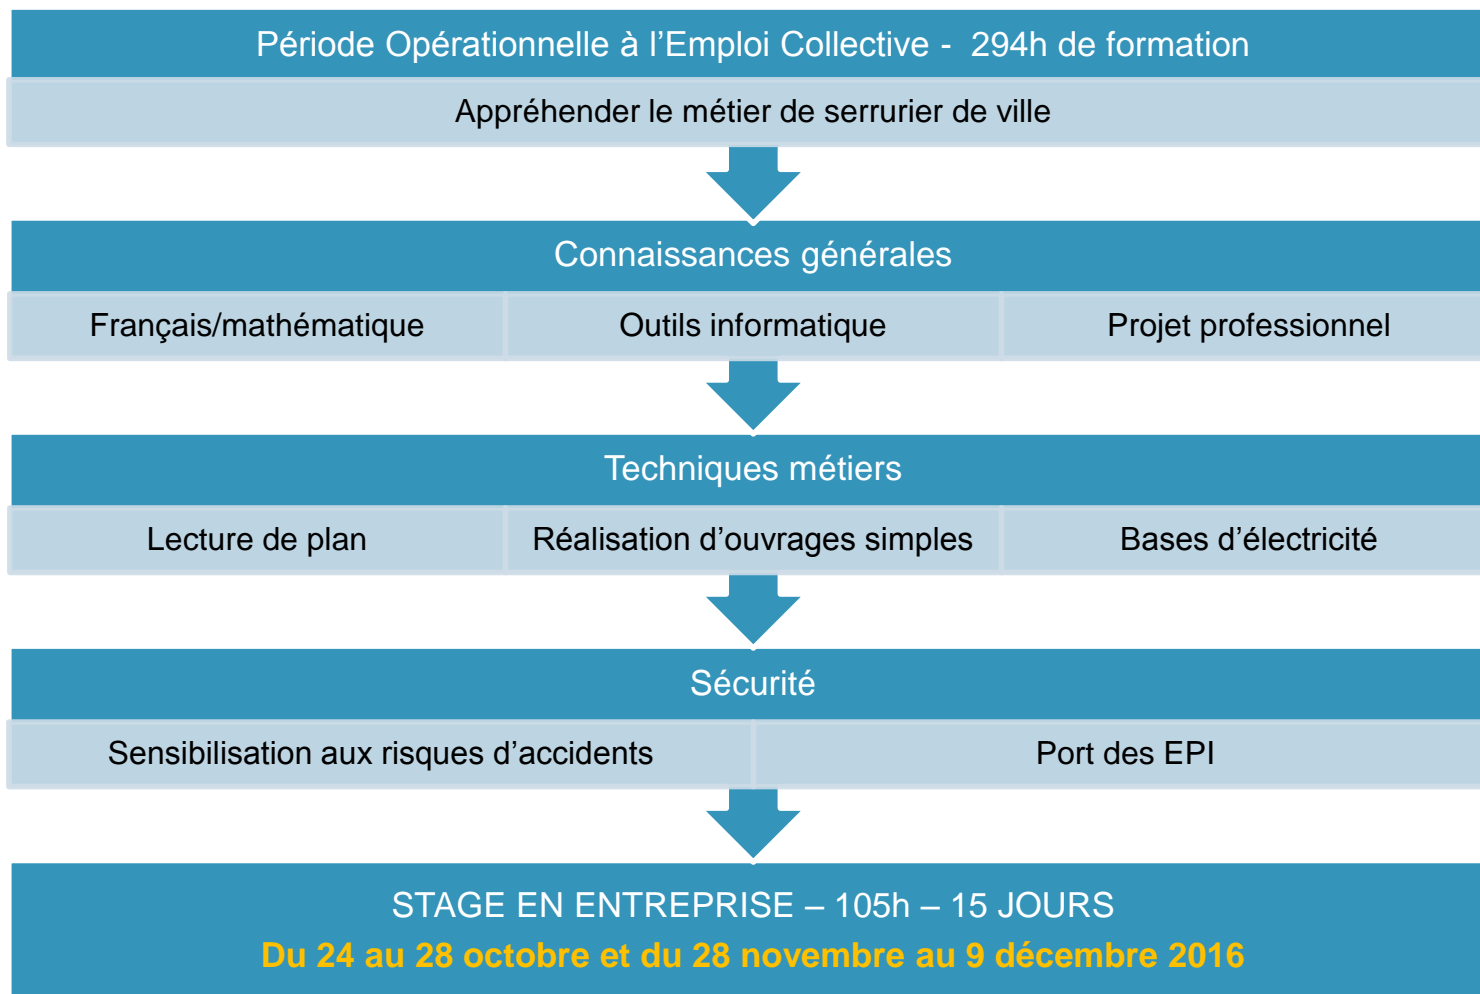 Période Opérationnelle à l’Emploi Collective - 294h de formation
Appréhender le métier de serrurier de ville
Connaissances générales
Français/mathématique
Outils informatique
Projet professionnel
Techniques métiers
Lecture de plan
Réalisation d’ouvrages simples
Bases d’électricité
Sécurité
Sensibilisation aux risques d’accidents
Port des EPI
STAGE EN ENTREPRISE – 105h – 15 JOURS
Du 24 au 28 octobre et du 28 novembre au 9 décembre 2016